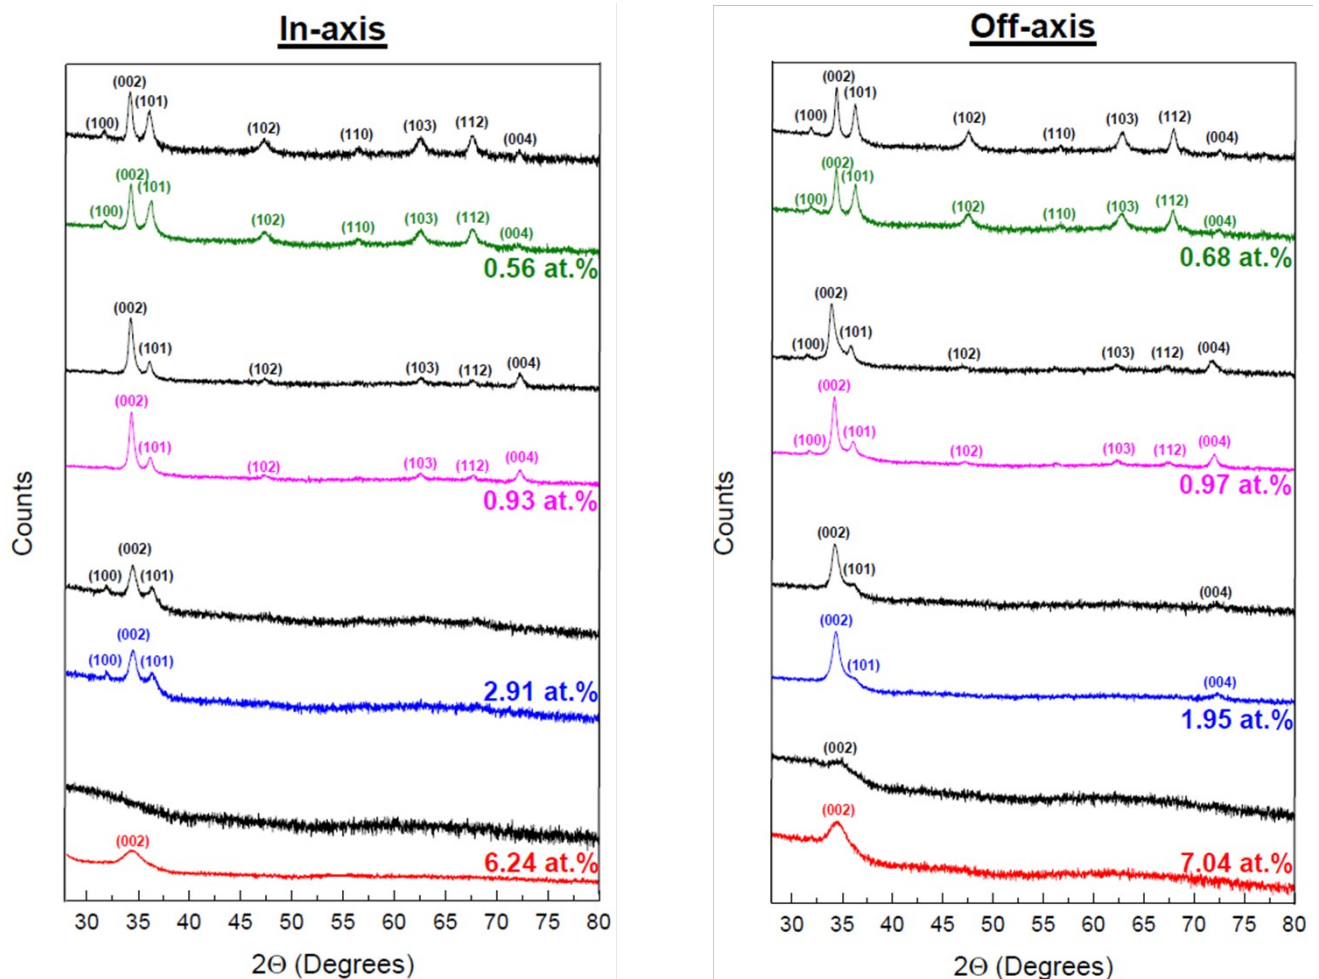 In-axis
(002)
(100) (101)
(102) (110) (103) (112) (004)
(002)
(100) (101)
(102) (110) (103) (112) (004)
0.56 at.%
(002)
(101)
(102) (103) (112) (004)
(002)
(101)
(102) (103) (112) (004)
0.93 at.%
(002)
(100) (101)
(002)
(100) (101)
2.91 at.%
(002)
6.24 at.%
Counts
30 35 40 45 50 55 60 65 70 75 80
2Θ (Degrees)
Off-axis
(002)
(100) (101)
(102) (110) (103) (112) (004)
(002)
(100) (101)
(102) (110) (103) (112) (004)
0.68 at.%
(002)
(100) (101)
(102) (103) (112) (004)
(002)
(100) (101)
(102) (103) (112) (004)
0.97 at.%
(002)
(101)
(004)
(002)
(101)
(004)
1.95 at.%
(002)
(002)
7.04 at.%
Counts
30 35 40 45 50 55 60 65 70 75 80
2Θ (Degrees)